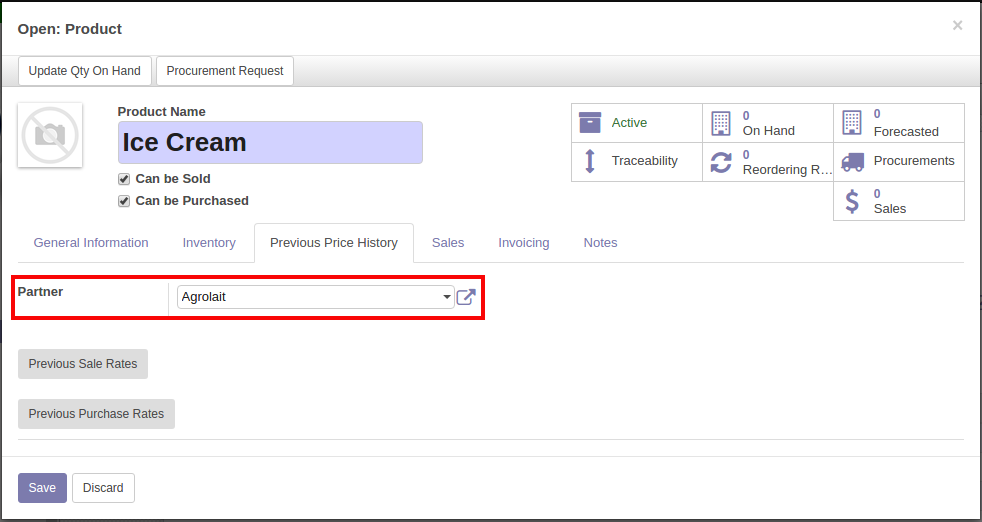 Open: Product
×
Update Qty On Hand Procurement Request
Product Name
Ice Cream
Can be Sold
Can be Purchased
Active
0
On Hand
0
Forecasted
Traceability
0
Reordering R...
Procurements
0
Sales
General Information Inventory Previous Price History Sales Invoicing Notes
Partner Agrolait
Previous Sale Rates
Previous Purchase Rates
Save Discard